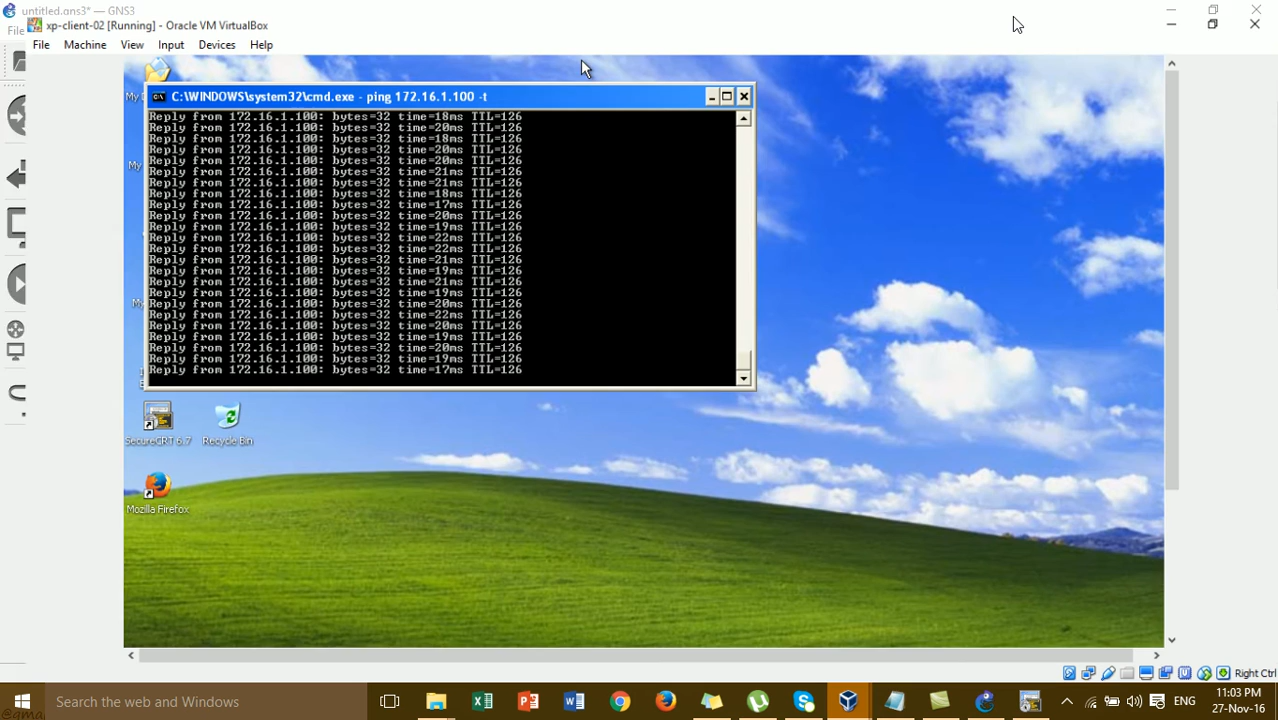 untitled.gns3* — GNS3
File
xp-client-02 [Running] - Oracle VM VirtualBox
File Machine View Input Devices Help
C:\WINDOWS\system32\cmd.exe - ping 172.16.1.100 -t
Reply from 172.16.1.100: bytes=32 time=18ms TTL=126
Reply from 172.16.1.100: bytes=32 time=20ms TTL=126
Reply from 172.16.1.100: bytes=32 time=18ms TTL=126
Reply from 172.16.1.100: bytes=32 time=20ms TTL=126
Reply from 172.16.1.100: bytes=32 time=20ms TTL=126
Reply from 172.16.1.100: bytes=32 time=21ms TTL=126
Reply from 172.16.1.100: bytes=32 time=21ms TTL=126
Reply from 172.16.1.100: bytes=32 time=18ms TTL=126
Reply from 172.16.1.100: bytes=32 time=17ms TTL=126
Reply from 172.16.1.100: bytes=32 time=20ms TTL=126
Reply from 172.16.1.100: bytes=32 time=19ms TTL=126
Reply from 172.16.1.100: bytes=32 time=22ms TTL=126
Reply from 172.16.1.100: bytes=32 time=22ms TTL=126
Reply from 172.16.1.100: bytes=32 time=21ms TTL=126
Reply from 172.16.1.100: bytes=32 time=19ms TTL=126
Reply from 172.16.1.100: bytes=32 time=21ms TTL=126
Reply from 172.16.1.100: bytes=32 time=19ms TTL=126
Reply from 172.16.1.100: bytes=32 time=20ms TTL=126
Reply from 172.16.1.100: bytes=32 time=22ms TTL=126
Reply from 172.16.1.100: bytes=32 time=20ms TTL=126
Reply from 172.16.1.100: bytes=32 time=19ms TTL=126
Reply from 172.16.1.100: bytes=32 time=20ms TTL=126
Reply from 172.16.1.100: bytes=32 time=19ms TTL=126
Reply from 172.16.1.100: bytes=32 time=17ms TTL=126
My
SecureCRT 6.7 Recycle Bin
Mozilla Firefox
Right Ctrl
Search the web and Windows
ENG
11:03 PM
27-Nov-16